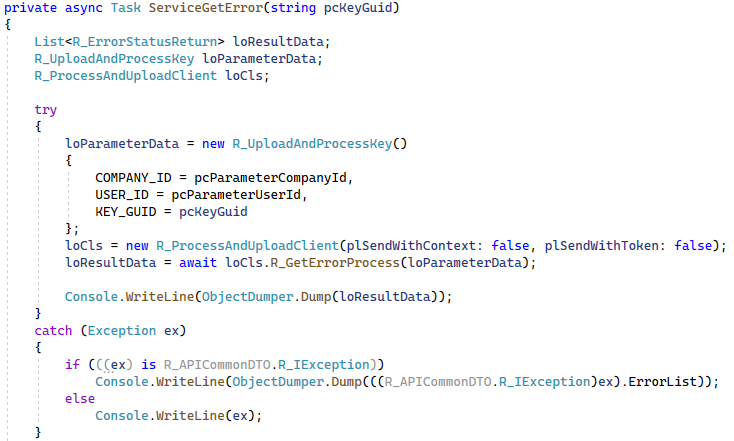 private async Task ServiceGetError(string pcKeyGuid)
{
    List<R_ErrorStatusReturn> loResultData;
    R_UploadAndProcessKey loParameterData;
    R_ProcessAndUploadClient loCls;

    try
    {
        loParameterData = new R_UploadAndProcessKey()
        {
            COMPANY_ID = pcParameterCompanyId,
            USER_ID = pcParameterUserId,
            KEY_GUID = pcKeyGuid
        };
        loCls = new R_ProcessAndUploadClient(plSendWithContext: false, plSendWithToken: false);
        loResultData = await loCls.R_GetErrorProcess(loParameterData);

        Console.WriteLine(ObjectDumper.Dump(loResultData));
    }
    catch (Exception ex)
    {
        if (((ex) is R_APICommonDTO.R_IException))
            Console.WriteLine(ObjectDumper.Dump(((R_APICommonDTO.R_IException)ex).ErrorList));
        else
            Console.WriteLine(ex);
    }